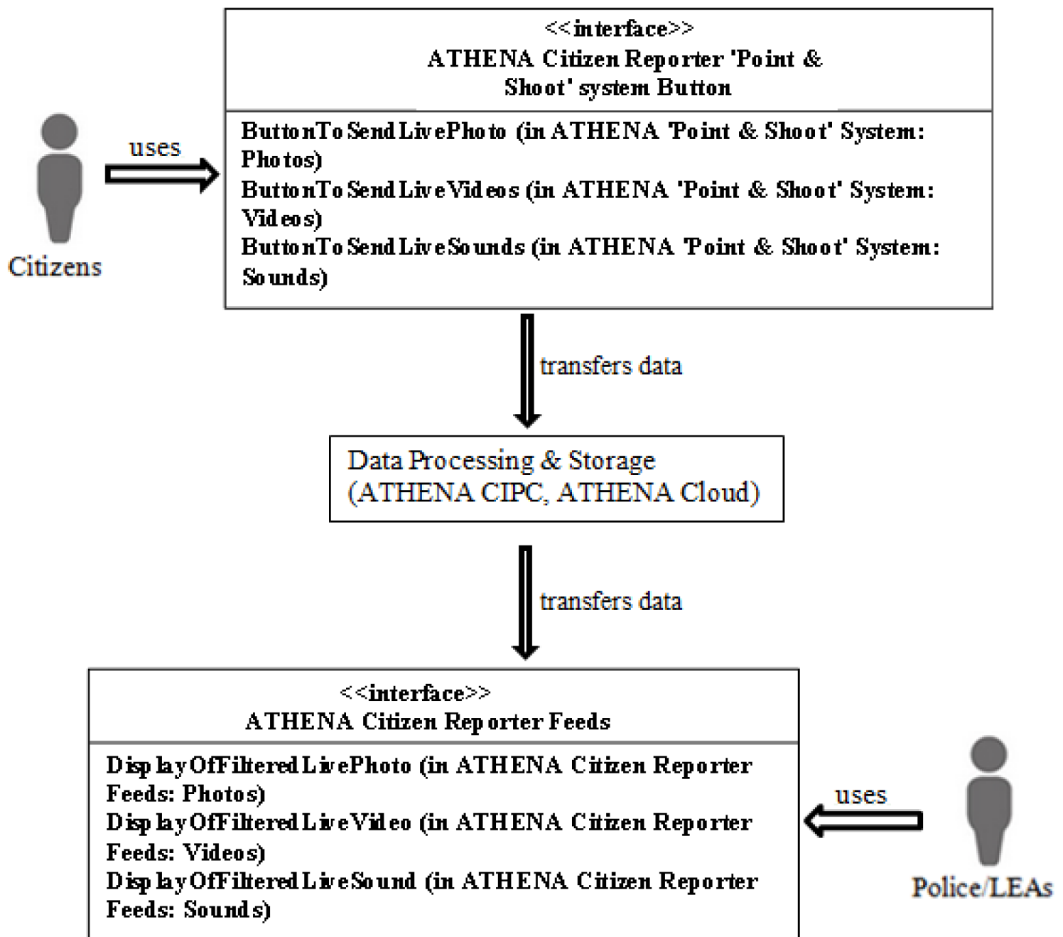 <<interface>>
ATHENA Citizen Reporter 'Point &
Shoot' system Button
ButtonToSendLivePhoto (in ATHENA 'Point & Shoot' System:
Photos)
ButtonToSendLiveVideos (in ATHENA 'Point & Shoot' System:
Videos)
ButtonToSendLiveSounds (in ATHENA 'Point & Shoot' System:
Sounds)
uses
Citizens
transfers data
Data Processing & Storage
(ATHENA CIPC, ATHENA Cloud)
transfers data
<<interface>>
ATHENA Citizen Reporter Feeds
DisplayOfFilteredLivePhoto (in ATHENA Citizen Reporter
Feeds: Photos)
DisplayOfFilteredLiveVideo (in ATHENA Citizen Reporter
Feeds: Videos)
DisplayOfFilteredLiveSound (in ATHENA Citizen Reporter
Feeds: Sounds)
uses
Police/LEAs